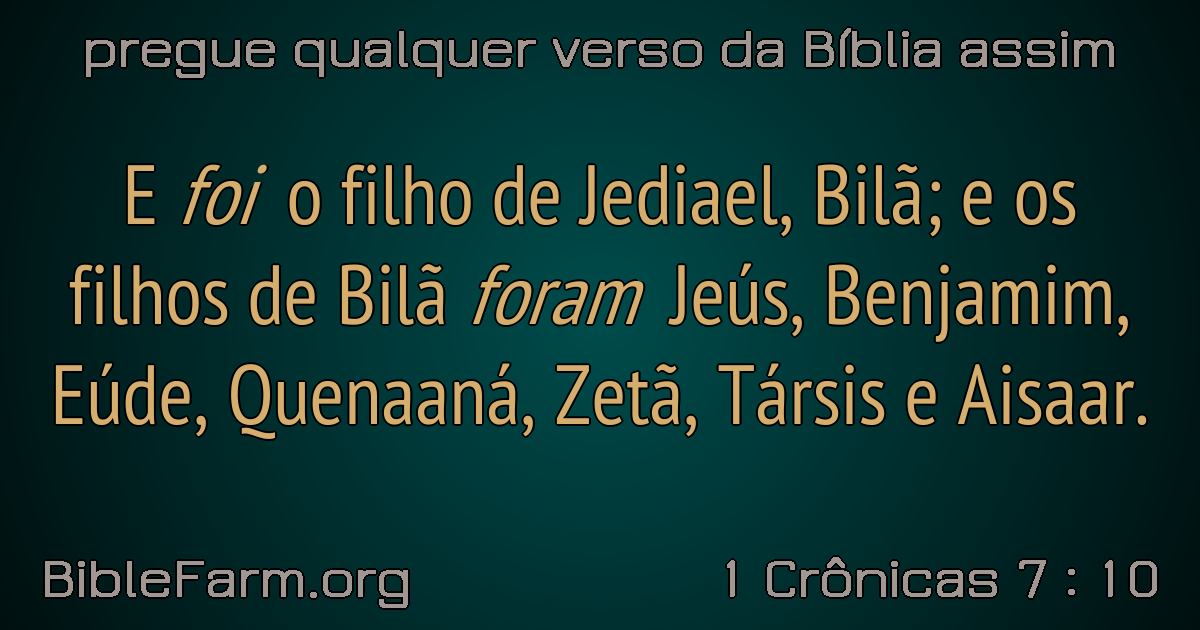 pregue qualquer verso da Bíblia assim
E foi o filho de Jediael, Bilã; e os
filhos de Bilã foram Jeús, Benjamim,
Eúde, Quenaaná, Zetã, Társis e Aisaar.
BibleFarm.org
1 Crônicas 7 : 10